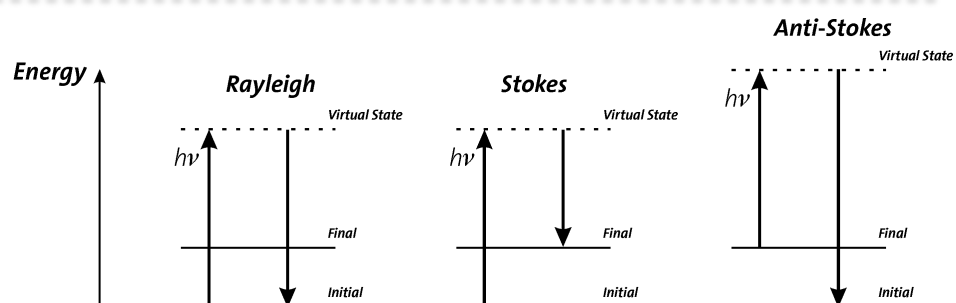 Anti-Stokes
Virtual State
Energy
Rayleigh
Stokes
Virtual State
Virtual State
hν
hν
hν
Final
Final
Final
Initial
Initial
Initial